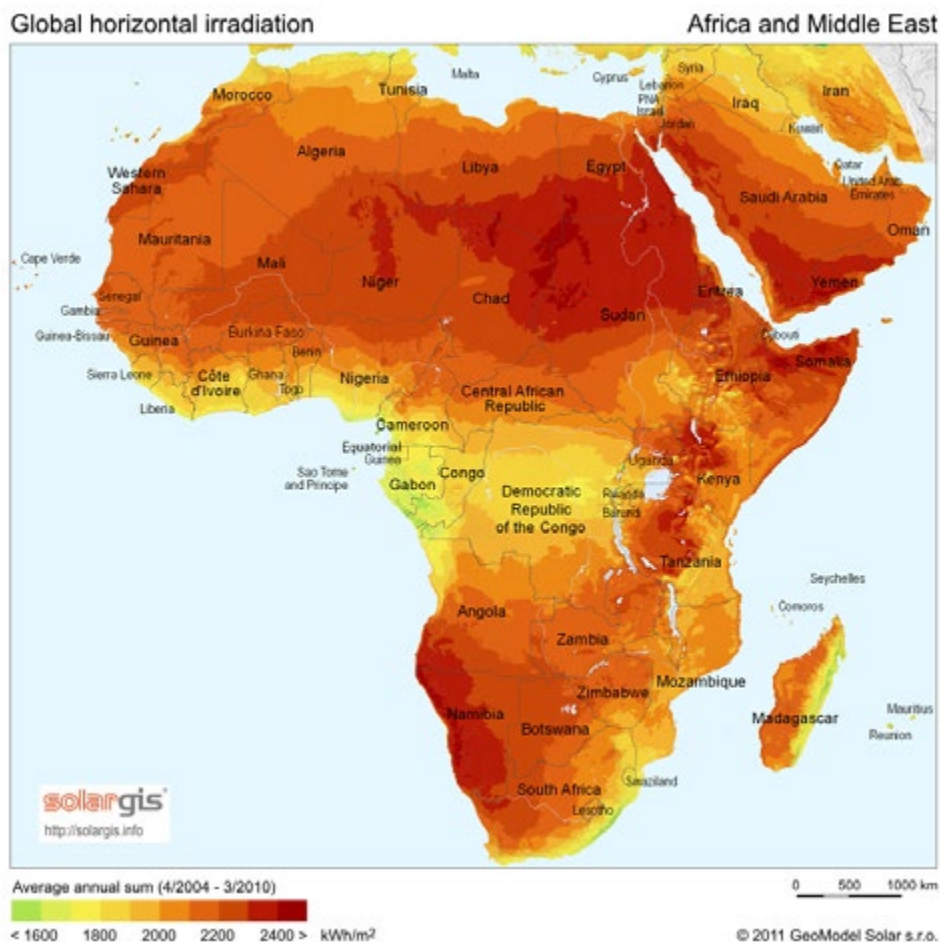 Global horizontal irradiation
Africa and Middle East
Malta
Cyprus
Syria
Lebanon
PNA
Israel
Jordan
Iraq
Iran
Kuwait
Morocco
Tunisia
Algeria
Libya
Egypt
Western
Sahara
Qatar
United Arab
Emirates
Saudi Arabia
Oman
Mauritania
Mali
Niger
Chad
Sudan
Eritrea
Yemen
Cape Verde
Senegal
Gambia
Guinea-Bissau
Guinea
Burkina Faso
Benin
Djibouti
Somalia
Ethiopia
Sierra Leone
Côte
d'Ivoire
Ghana
Togo
Nigeria
Central African
Republic
Liberia
Cameroon
Equatorial
Guinea
Sao Tome
and Principe
Gabon
Congo
Democratic
Republic
of the Congo
Uganda
Kenya
Rwanda
Burundi
Tanzania
Seychelles
Comoros
Angola
Zambia
Mozambique
Zimbabwe
Namibia
Botswana
Madagascar
Mauritius
Reunion
South Africa
Swaziland
Lesotho
solargis
http://solargis.info
Average annual sum (4/2004 - 3/2010)
< 1600 1800 2000 2200 2400 > kWh/m²
0 500 1000 km
© 2011 GeoModel Solar s.r.o.